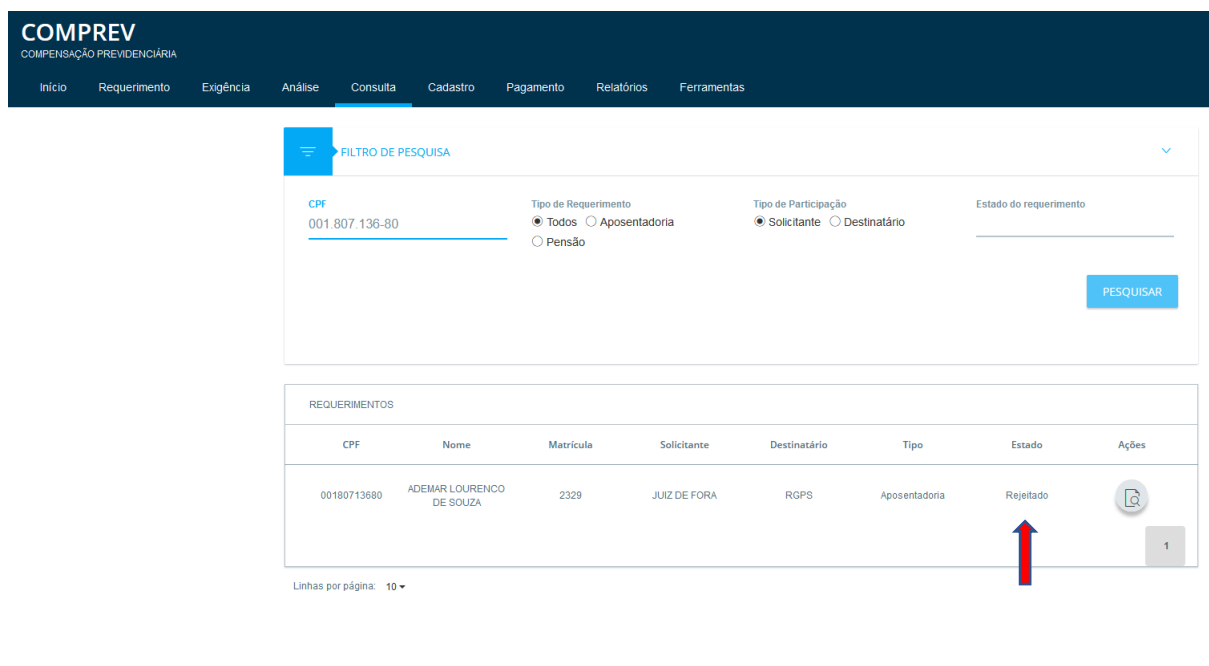 COMPREV
COMPENSAÇÃO PREVIDENCIÁRIA
Início Requerimento Exigência Análise Consulta Cadastro Pagamento Relatórios Ferramentas
FILTRO DE PESQUISA
CPF Tipo de Requerimento Tipo de Participação Estado do requerimento
001.807.136-80 Todos Aposentadoria Solicitante Destinatário
Pensão
PESQUISAR
REQUERIMENTOS
CPF Nome Matrícula Solicitante Destinatário Tipo Estado Ações
00180713680 ADEMAR LOURENCO DE SOUZA 2329 JUIZ DE FORA RGPS Aposentadoria Rejeitado
1
Linhas por página: 10